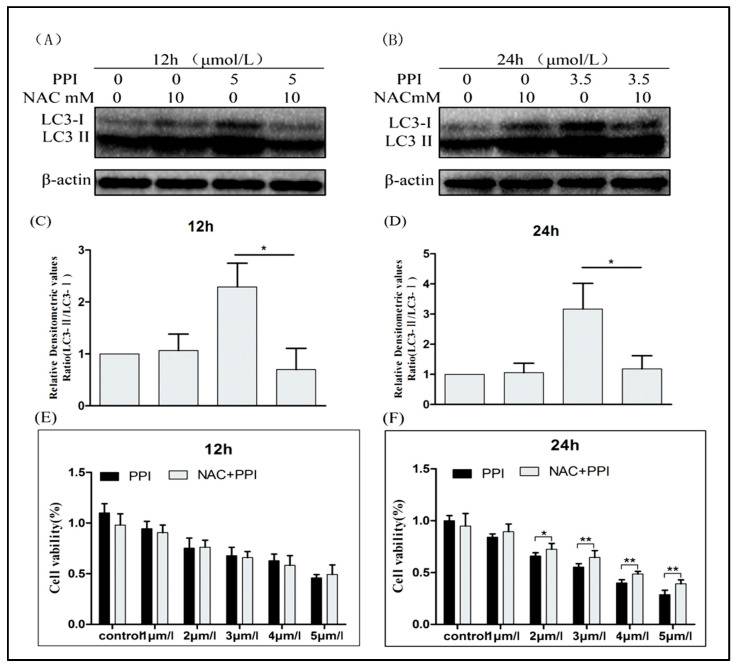 (A)
12h (μmol/L)
PPI 0 0 5 5
NAC mM 0 10 0 10
LC3-I
LC3 II
β-actin
(B)
24h (μmol/L)
PPI 0 0 3.5 3.5
NACmM 0 10 0 10
LC3-I
LC3 II
β-actin
(C)
12h
Relative Densitometric values
Ratio(LC3-Ⅱ/LC3-Ⅰ)
3
2
1
0
*
(D)
24h
Relative Densitometric values
Ratio(LC3-Ⅱ/LC3-Ⅰ)
5
4
3
2
1
0
*
(E)
12h
PPI NAC+PPI
Cell vability(%)
1.5
1.0
0.5
0.0
control 1μm/l 2μm/l 3μm/l 4μm/l 5μm/l
(F)
24h
PPI NAC+PPI
Cell vability(%)
1.5
1.0
0.5
0.0
* ** ** **
control 1μm/l 2μm/l 3μm/l 4μm/l 5μm/l